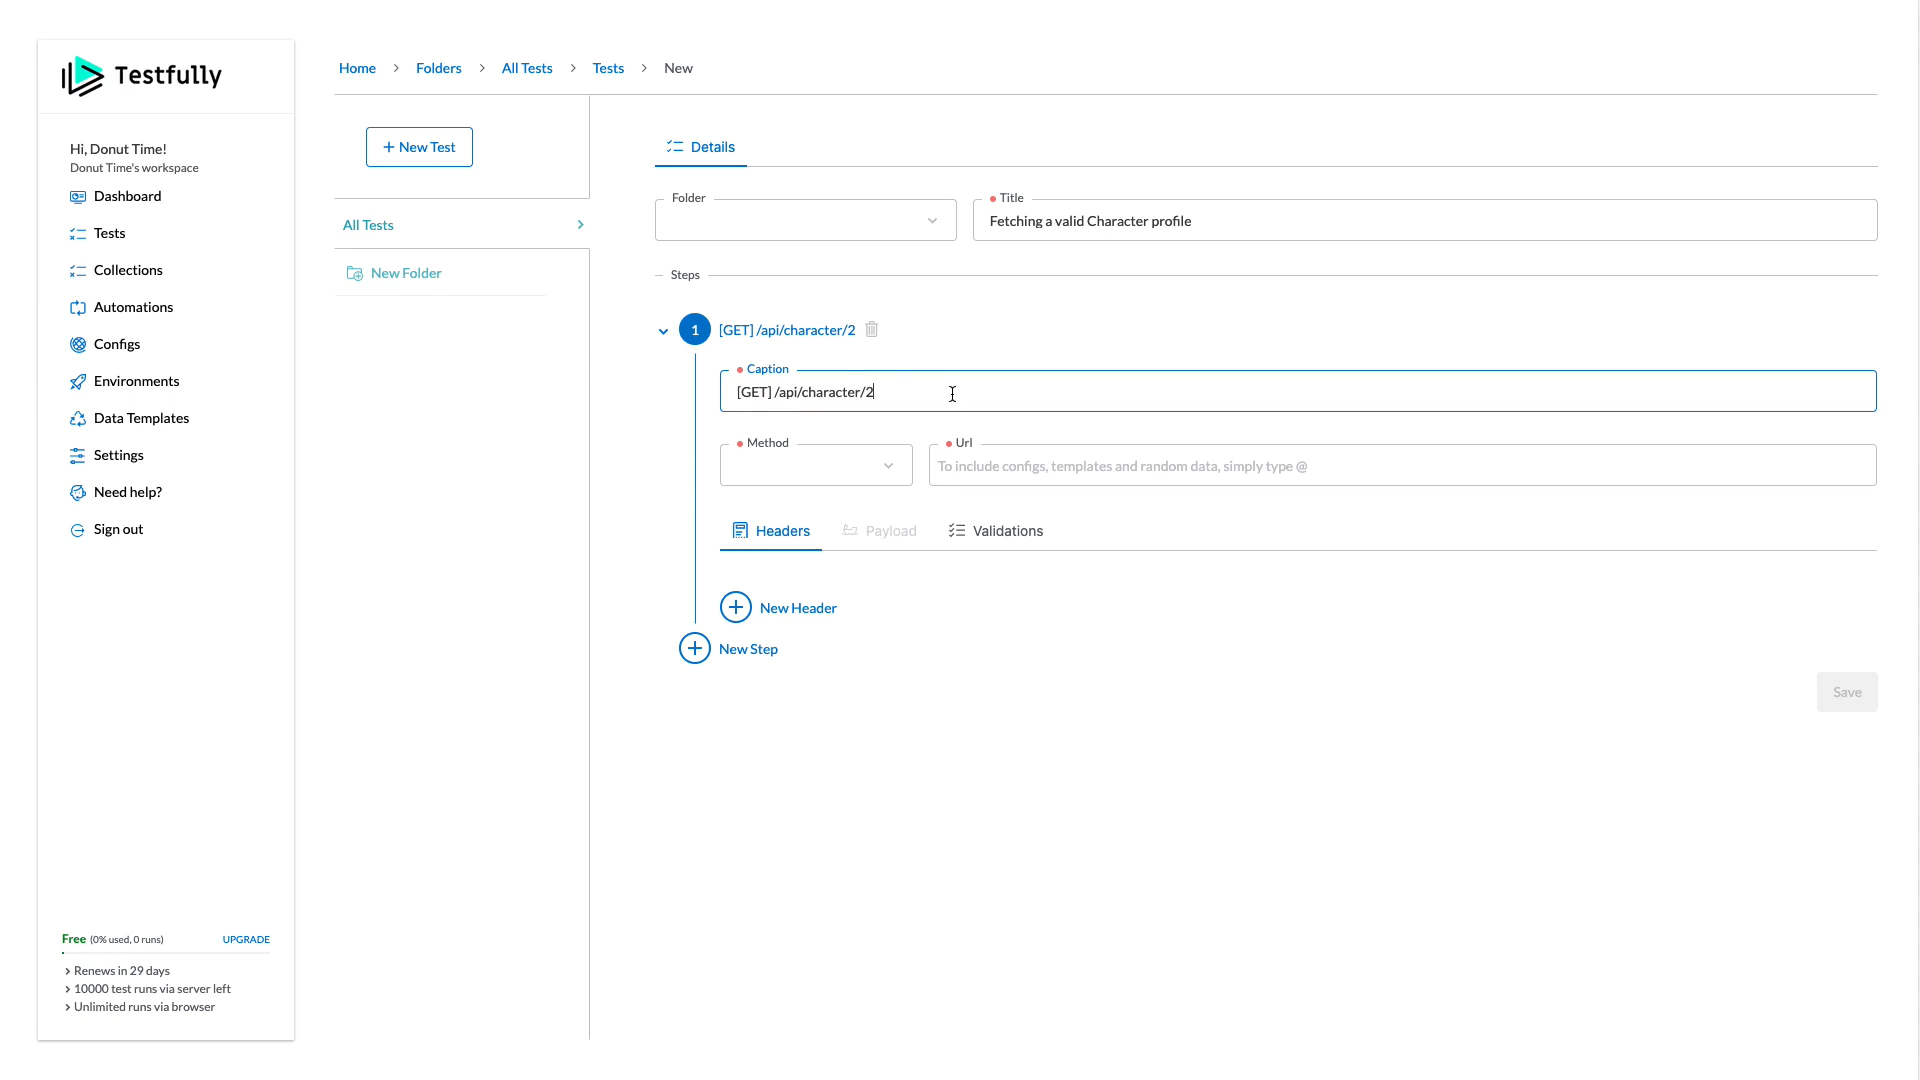 Testfully
Hi, Donut Time!
Donut Time's workspace
Dashboard
Tests
Collections
Automations
Configs
Environments
Data Templates
Settings
Need help?
Sign out
Free (0% used, 0 runs) UPGRADE
> Renews in 29 days
> 10000 test runs via server left
> Unlimited runs via browser
Home > Folders > All Tests > Tests > New
+ New Test
All Tests >
New Folder
Details
Folder
Title
Fetching a valid Character profile
Steps
1 [GET] /api/character/2
Caption
[GET] /api/character/2
Method
Url
To include configs, templates and random data, simply type @
Headers Payload Validations
New Header
New Step
Save